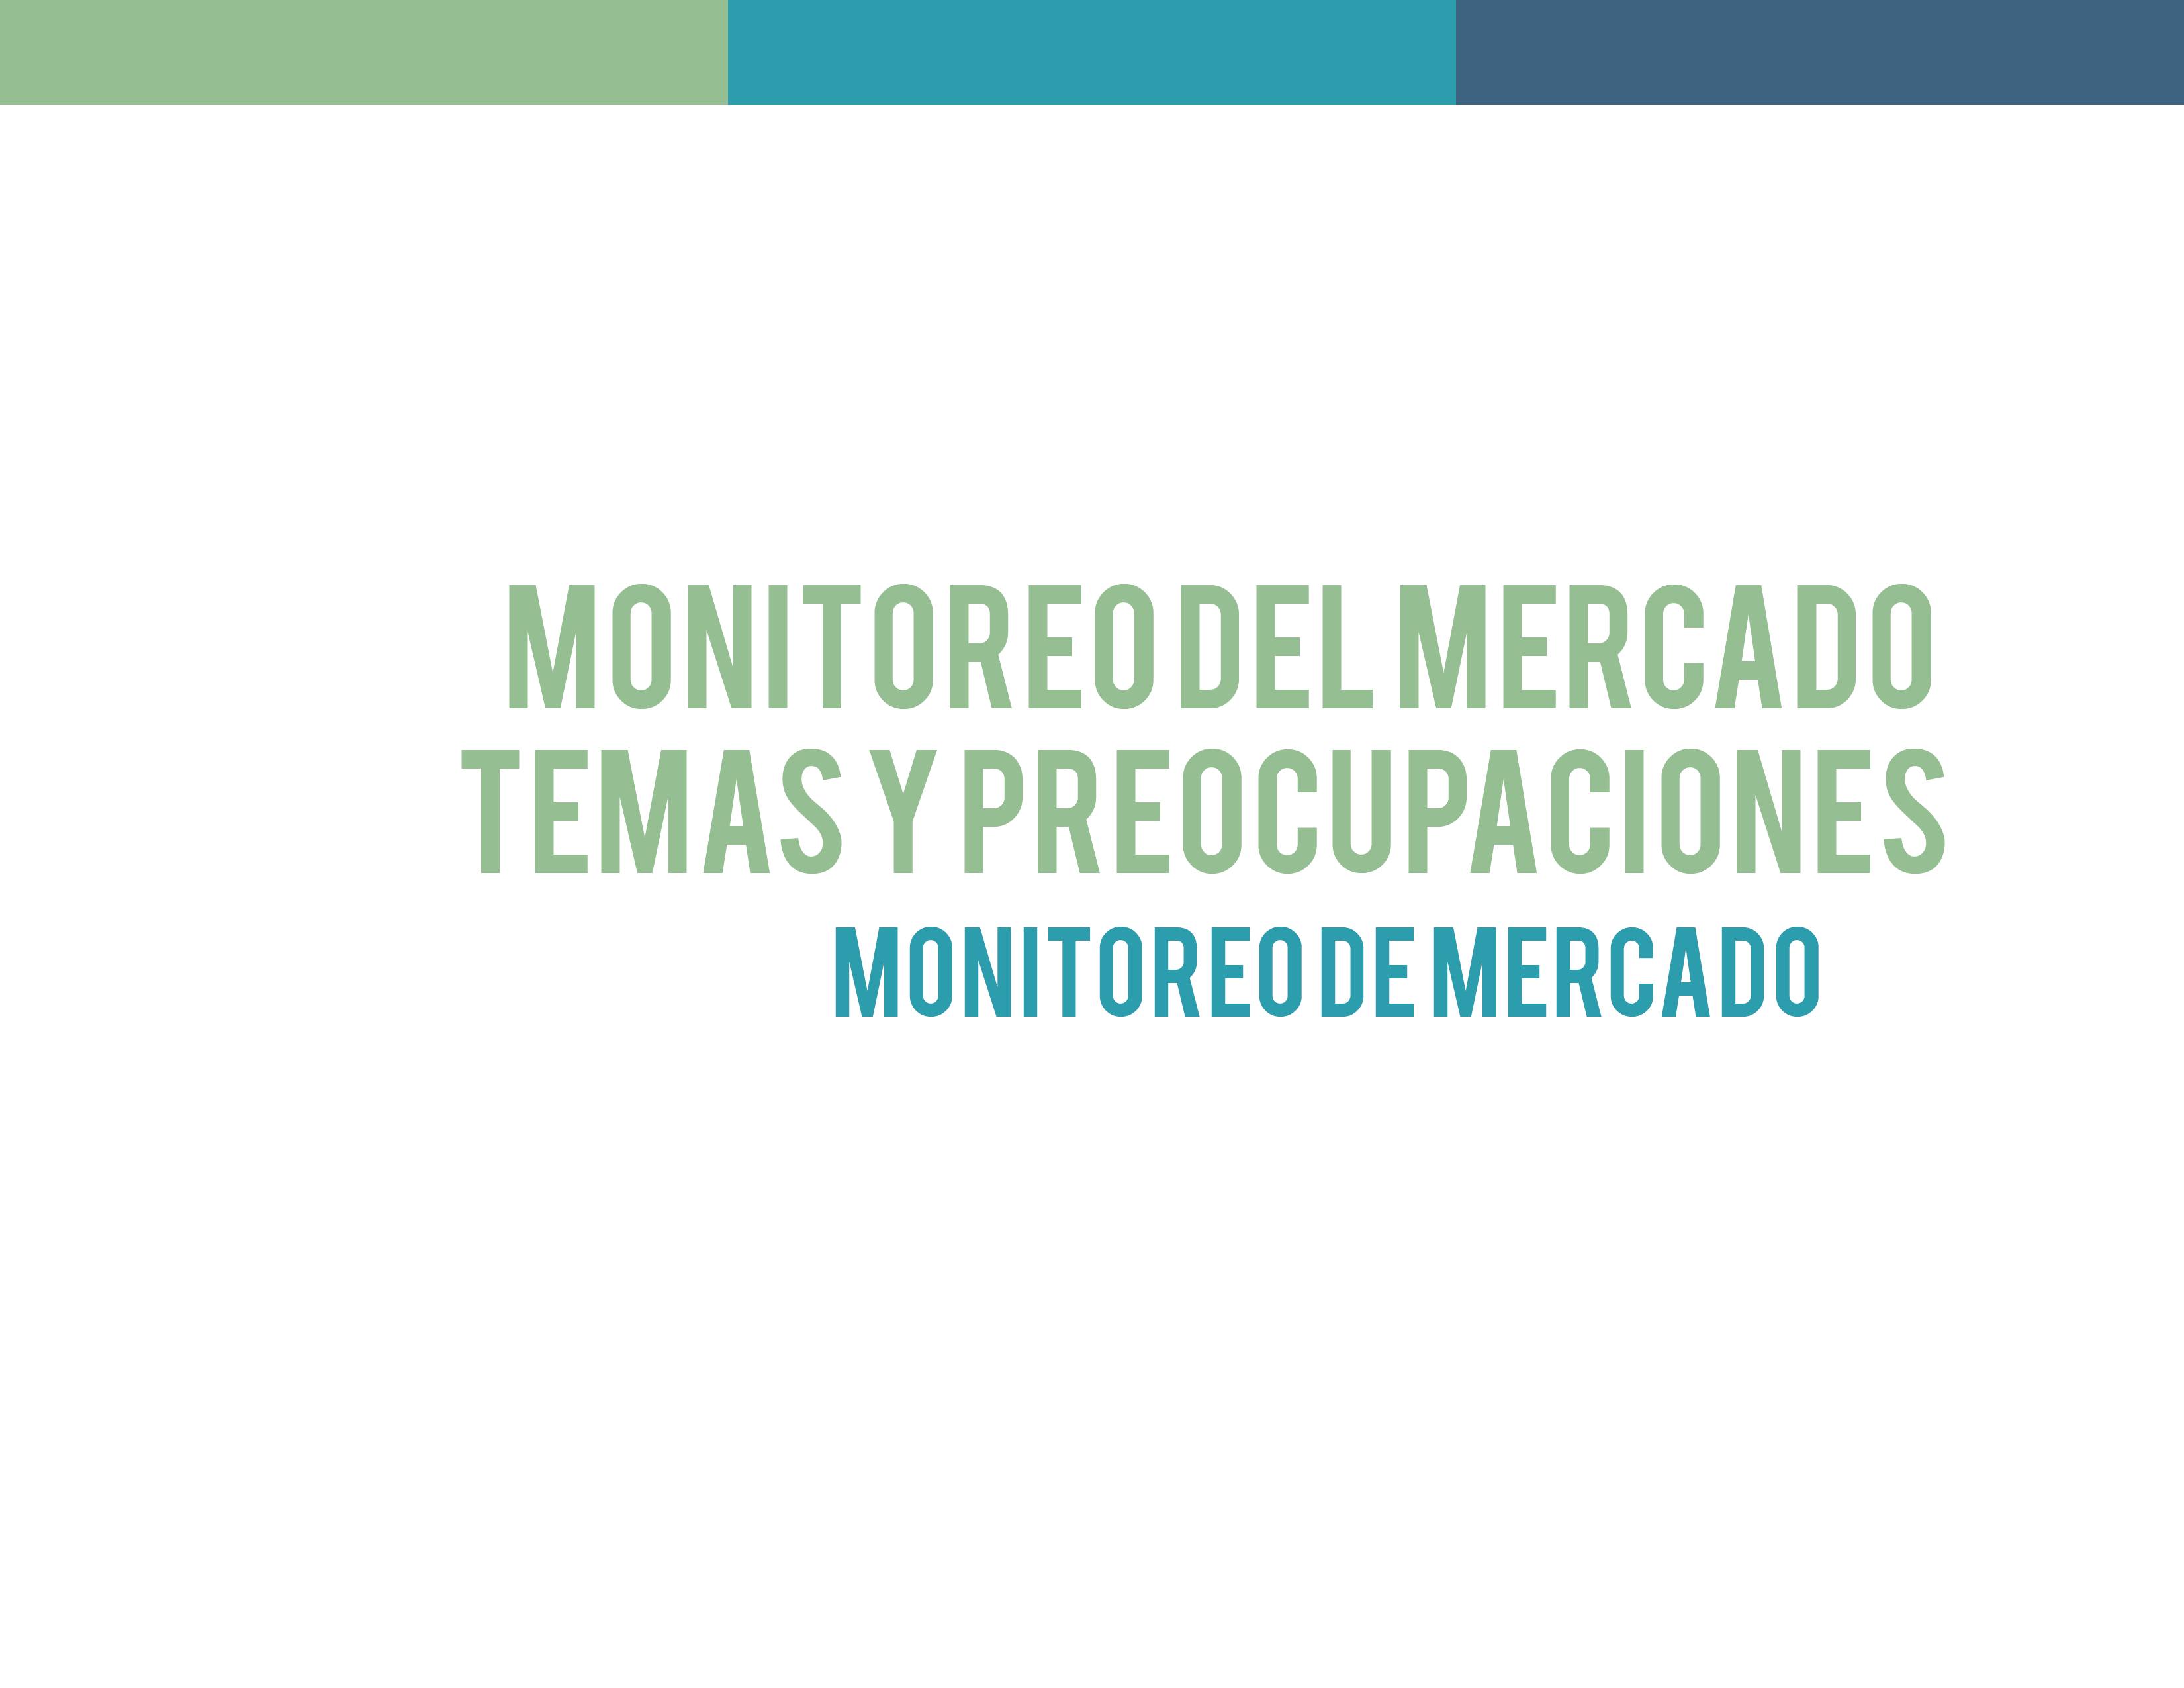 MONITOREO DEL MERCADO
TEMAS Y PREOCUPACIONES
MONITOREO DE MERCADO